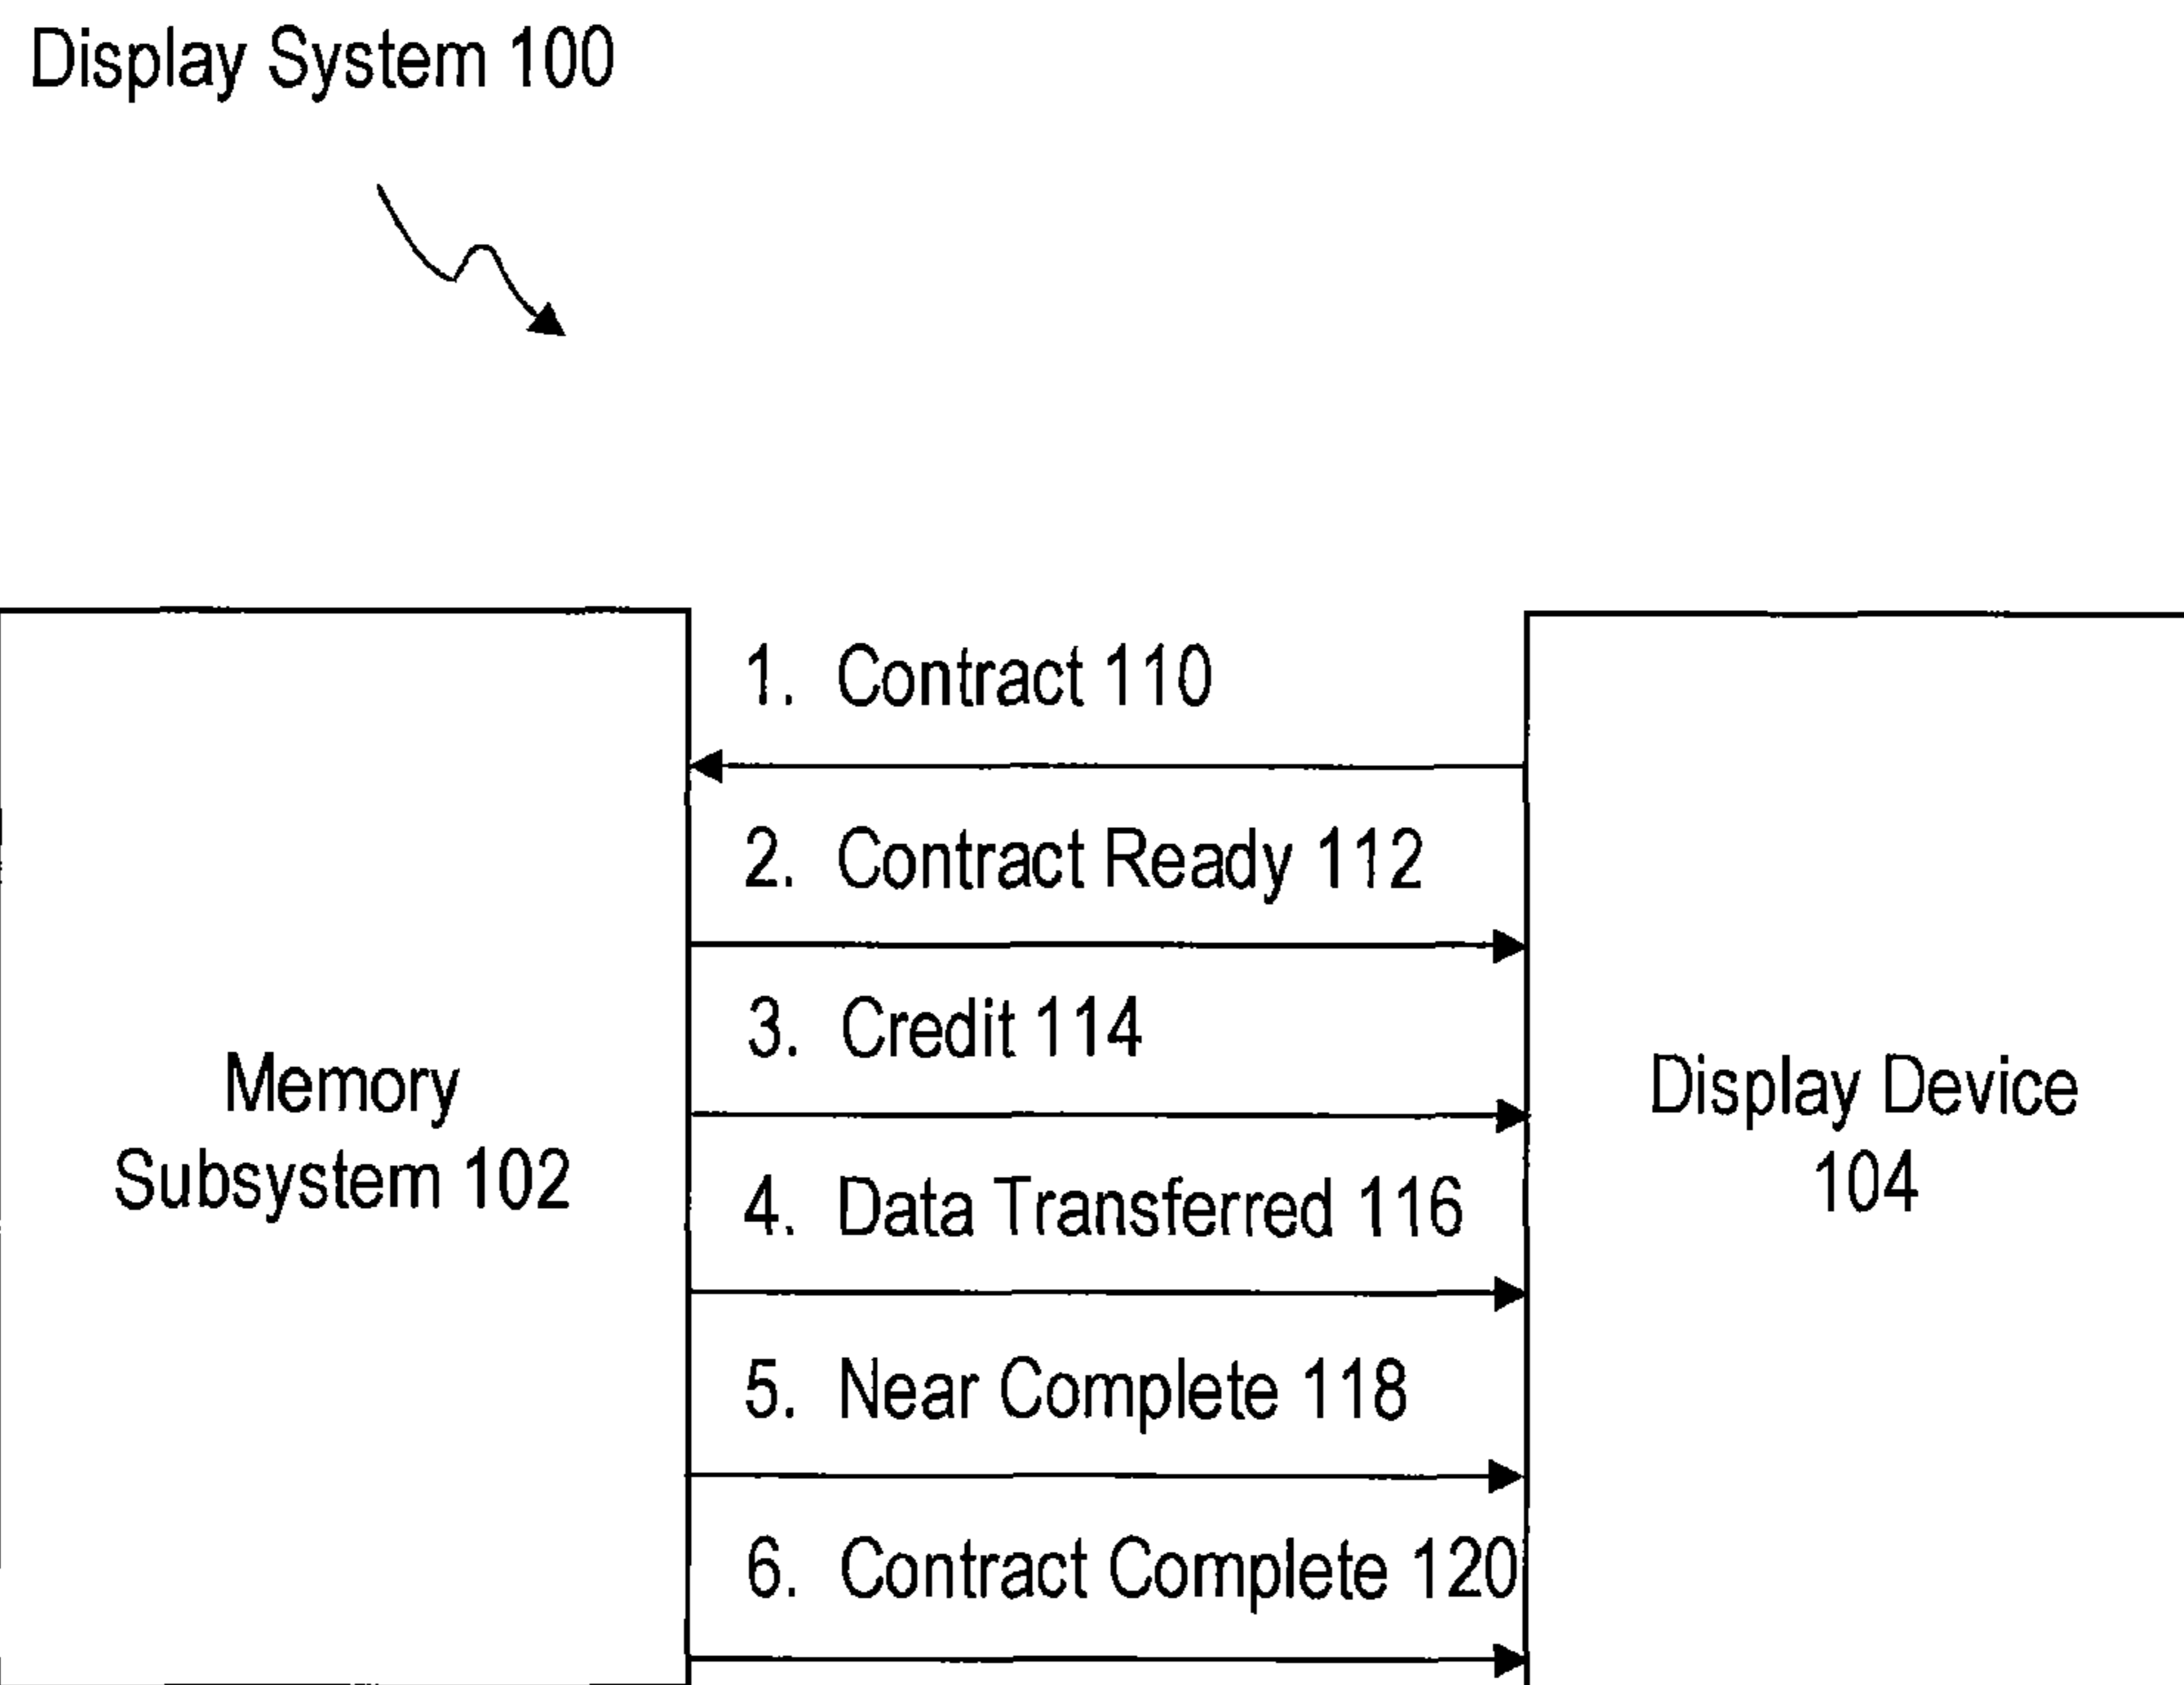 Display System 100
1. Contract 110
2. Contract Ready 112
3. Credit 114
Memory
Subsystem 102
Display Device
104
4. Data Transferred 116
5. Near Complete 118
6. Contract Complete 120